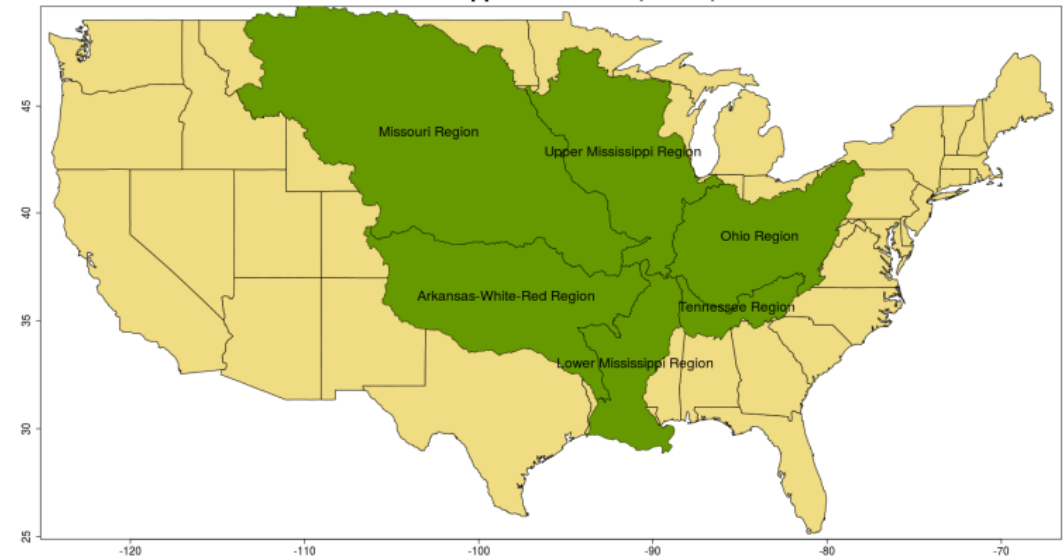 45
Missouri Region
Upper Mississippi Region
40
Ohio Region
Arkansas-White-Red Region
Tennessee Region
35
Lower Mississippi Region
30
25
-120
-110
-100
-90
-80
-70